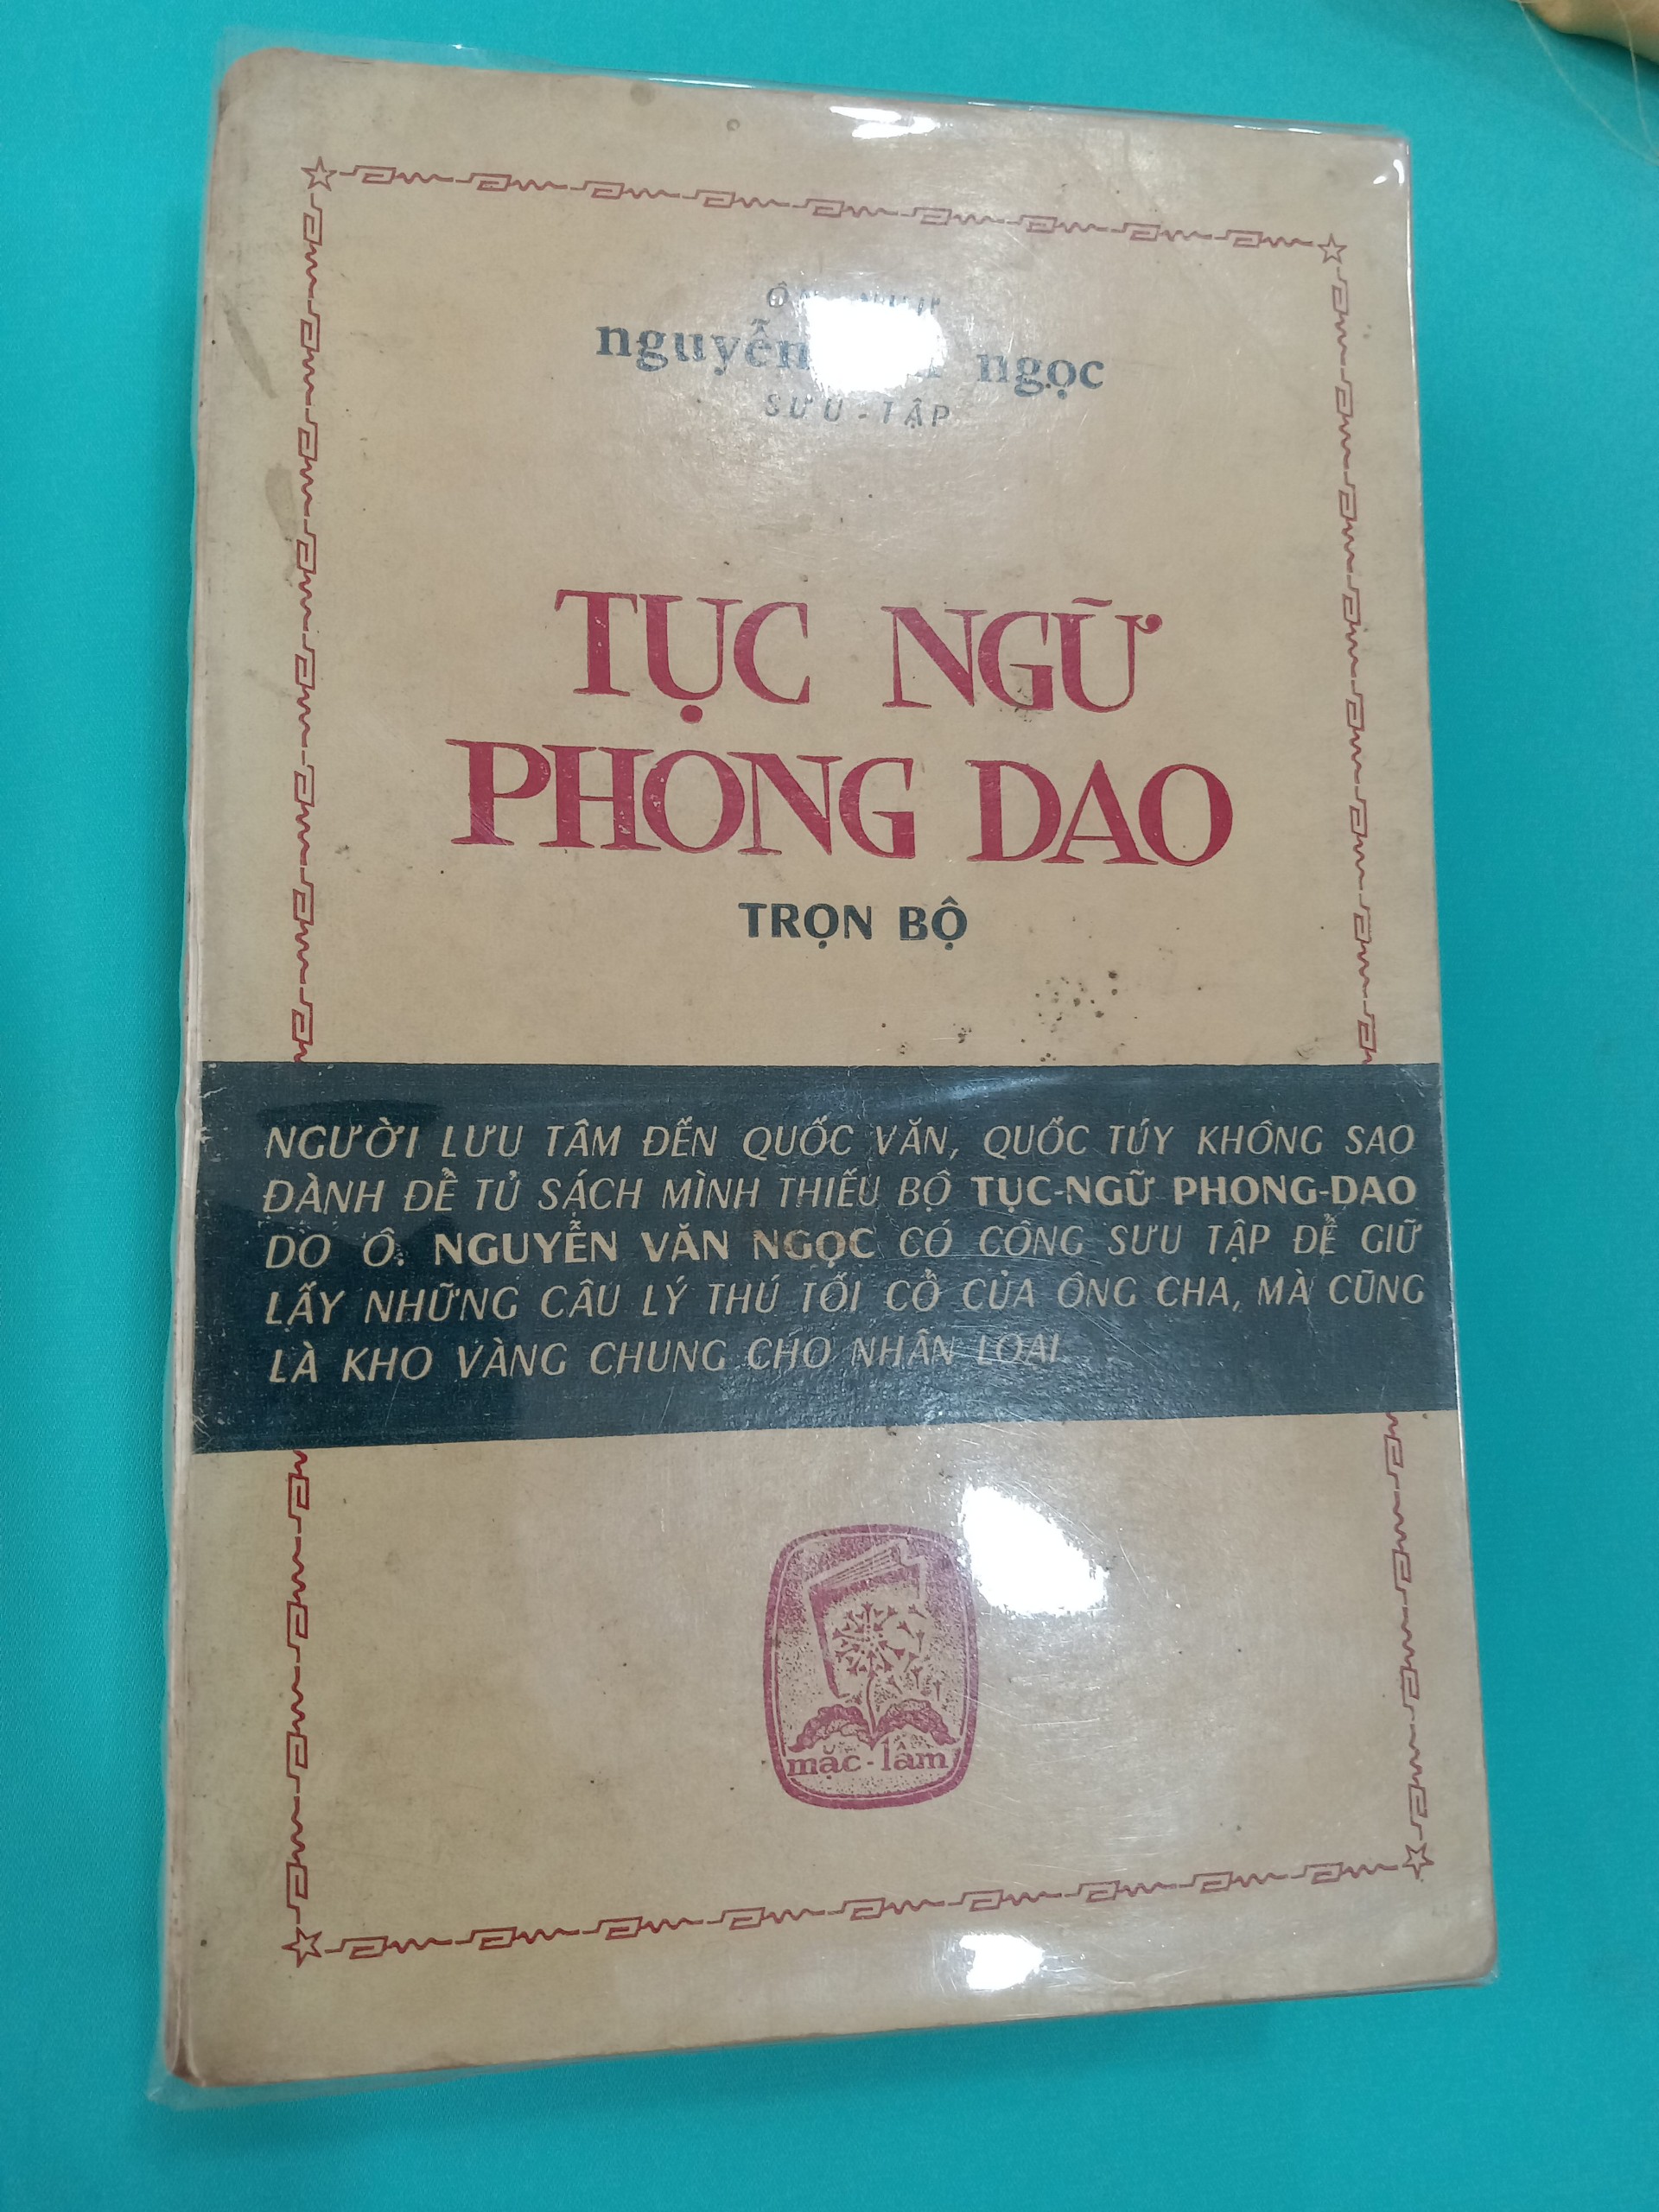 nguyễn ngọc
SƯU-TẬP
TỤC NGỮ
PHONG DAO
TRỌN BỘ
NGƯỜI LƯU TÂM ĐẾN QUỐC VĂN, QUỐC TÚY KHÔNG SAO
ĐÀNH ĐỂ TỦ SÁCH MÌNH THIẾU BỘ TỤC-NGỮ PHONG-DAO
DO Ô. NGUYỄN VĂN NGỌC CÓ CÔNG SƯU TẬP ĐỂ GIỮ
LẤY NHỮNG CÂU LÝ THÚ TỐI CỔ CỦA ÔNG CHA, MÀ CŨNG
LÀ KHO VÀNG CHUNG CHO NHÂN LOẠI
mặc-lâm